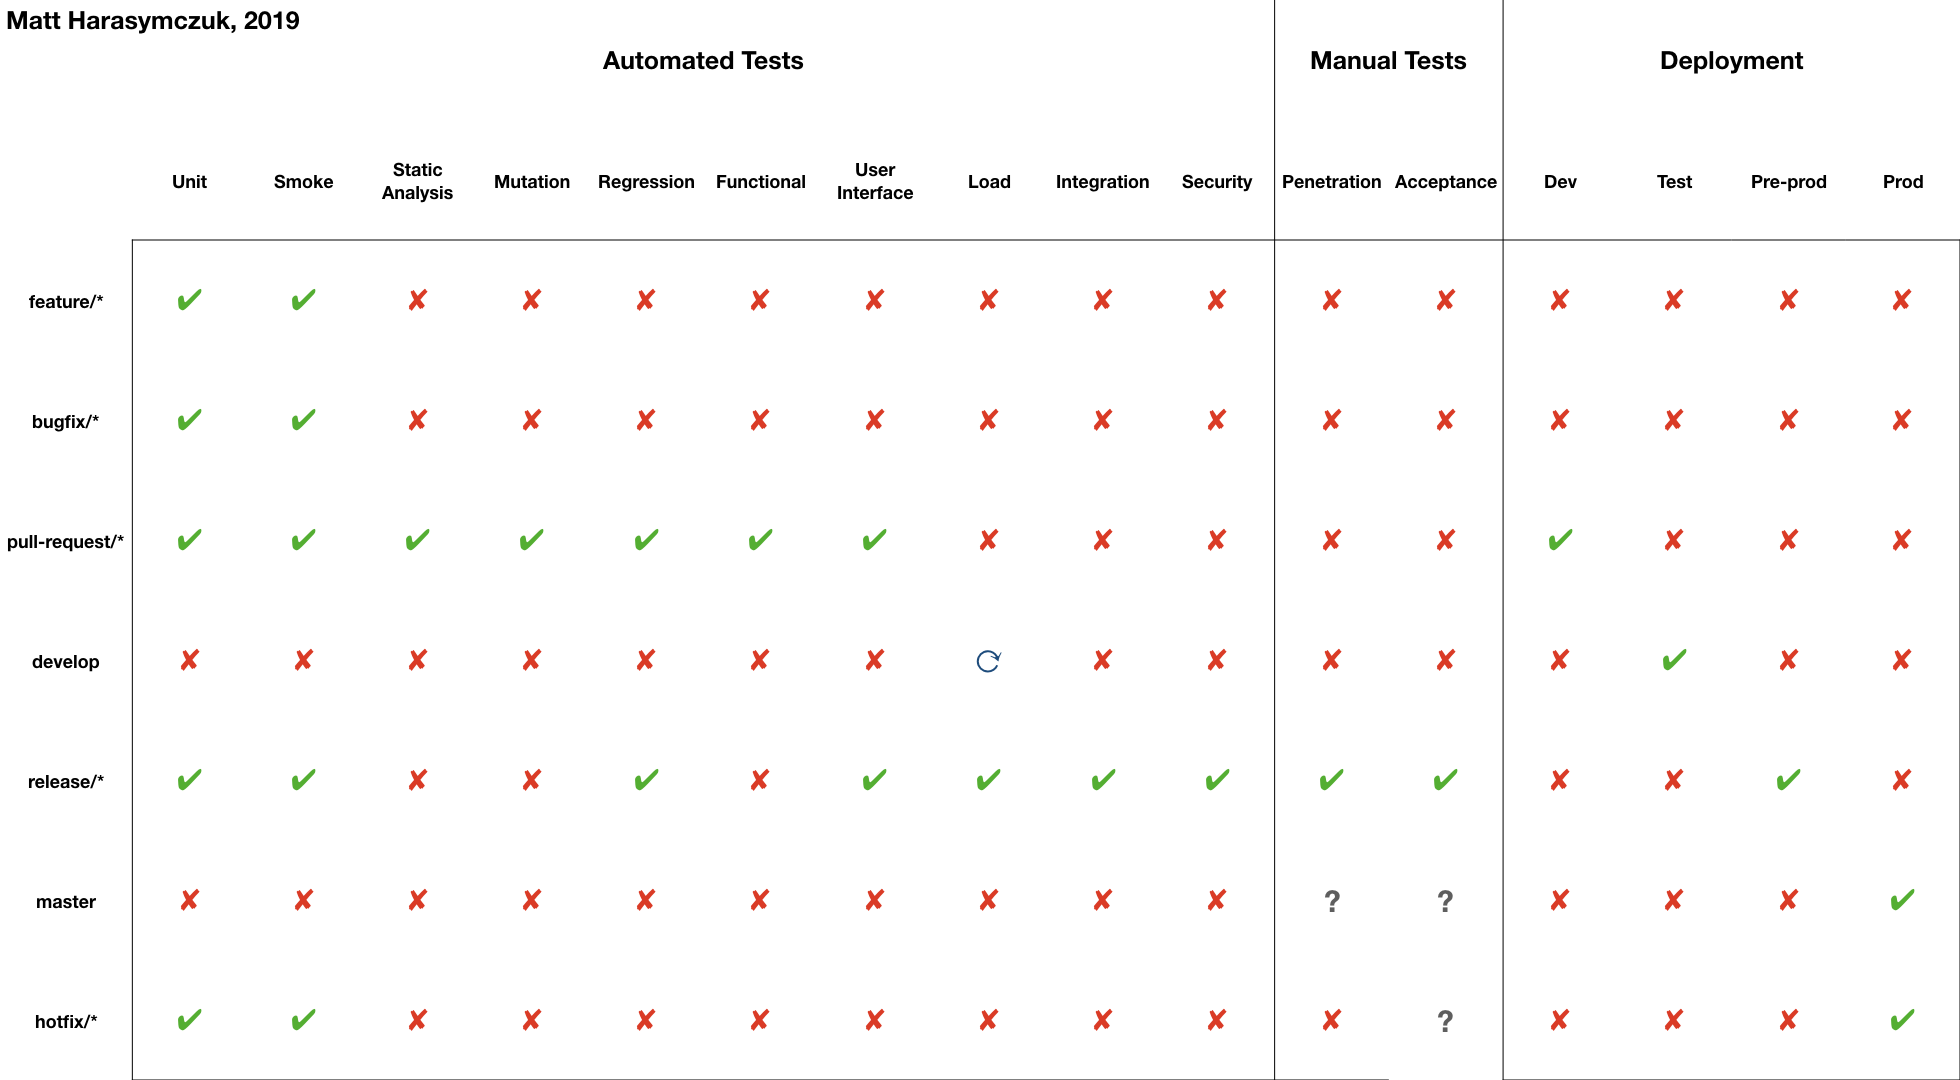 Matt Harasymczuk, 2019
Automated Tests Manual Tests Deployment
Unit Smoke Static Analysis Mutation Regression Functional User Interface Load Integration Security Penetration Acceptance Dev Test Pre-prod Prod
feature/* ✔ ✔ ✘ ✘ ✘ ✘ ✘ ✘ ✘ ✘ ✘ ✘ ✘ ✘ ✘ ✘
bugfix/* ✔ ✔ ✘ ✘ ✘ ✘ ✘ ✘ ✘ ✘ ✘ ✘ ✘ ✘ ✘ ✘
pull-request/* ✔ ✔ ✔ ✔ ✔ ✔ ✔ ✘ ✘ ✘ ✘ ✘ ✔ ✘ ✘ ✘
develop ✘ ✘ ✘ ✘ ✘ ✘ ✘ ⟳ ✘ ✘ ✘ ✘ ✘ ✔ ✘ ✘
release/* ✔ ✔ ✘ ✘ ✔ ✘ ✔ ✔ ✔ ✔ ✔ ✔ ✘ ✘ ✔ ✘
master ✘ ✘ ✘ ✘ ✘ ✘ ✘ ✘ ✘ ✘ ? ? ✘ ✘ ✘ ✔
hotfix/* ✔ ✔ ✘ ✘ ✘ ✘ ✘ ✘ ✘ ✘ ✘ ? ✘ ✘ ✘ ✔